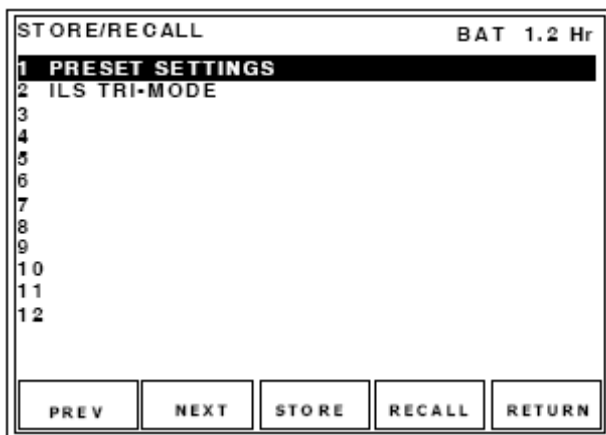 STORE/RECALL BAT 1.2 Hr
1 PRESET SETTINGS
2 ILS TRI-MODE
3
4
5
6
7
8
9
10
11
12
PREV NEXT STORE RECALL RETURN